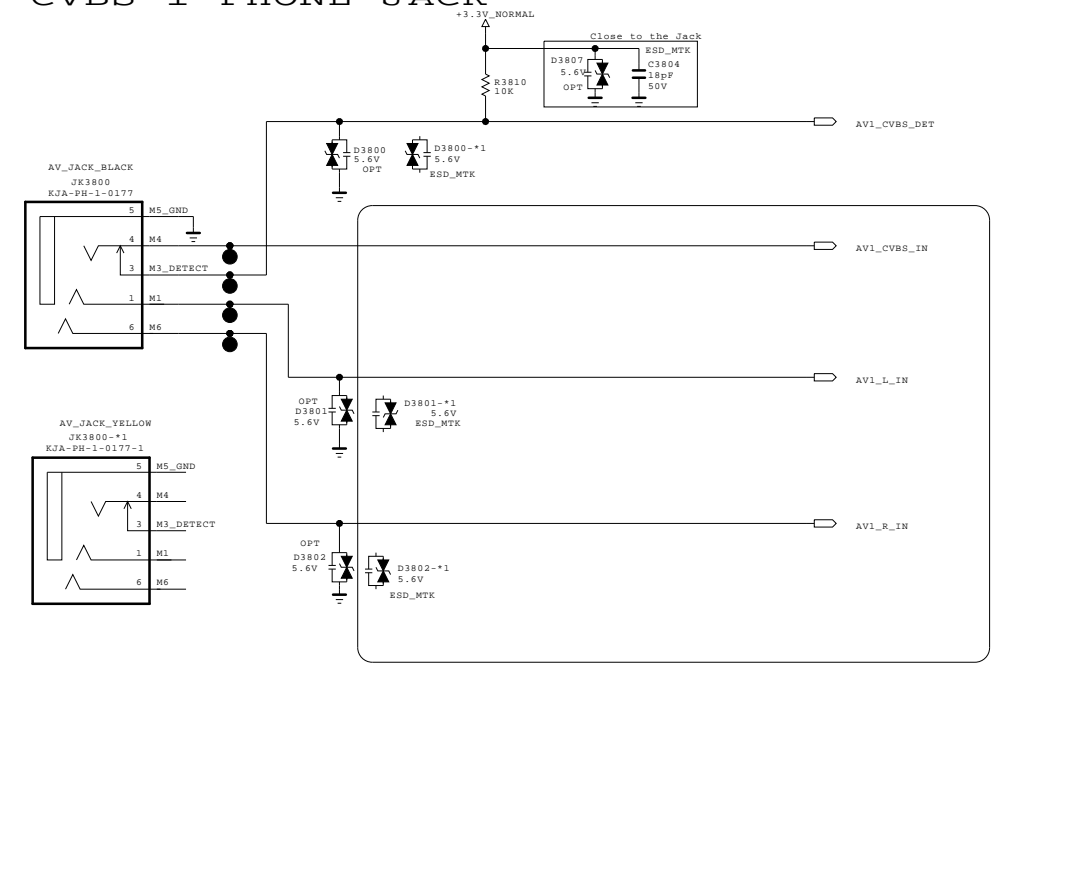 CVBS 1 PHONE JACK
+3.3V_NORMAL
Close to the Jack
ESD_MTK
D3807
5.6V
OPT
C3804
18pF
50V
R3810
10K
AV1_CVBS_DET
D3800
5.6V
OPT
D3800-*1
5.6V
ESD_MTK
AV_JACK_BLACK
JK3800
KJA-PH-1-0177
5 M5_GND
4 M4
3 M3_DETECT
1 M1
6 M6
AV1_CVBS_IN
AV1_L_IN
OPT
D3801
5.6V
D3801-*1
5.6V
ESD_MTK
AV_JACK_YELLOW
JK3800-*1
KJA-PH-1-0177-1
5 M5_GND
4 M4
3 M3_DETECT
1 M1
6 M6
AV1_R_IN
OPT
D3802
5.6V
D3802-*1
5.6V
ESD_MTK